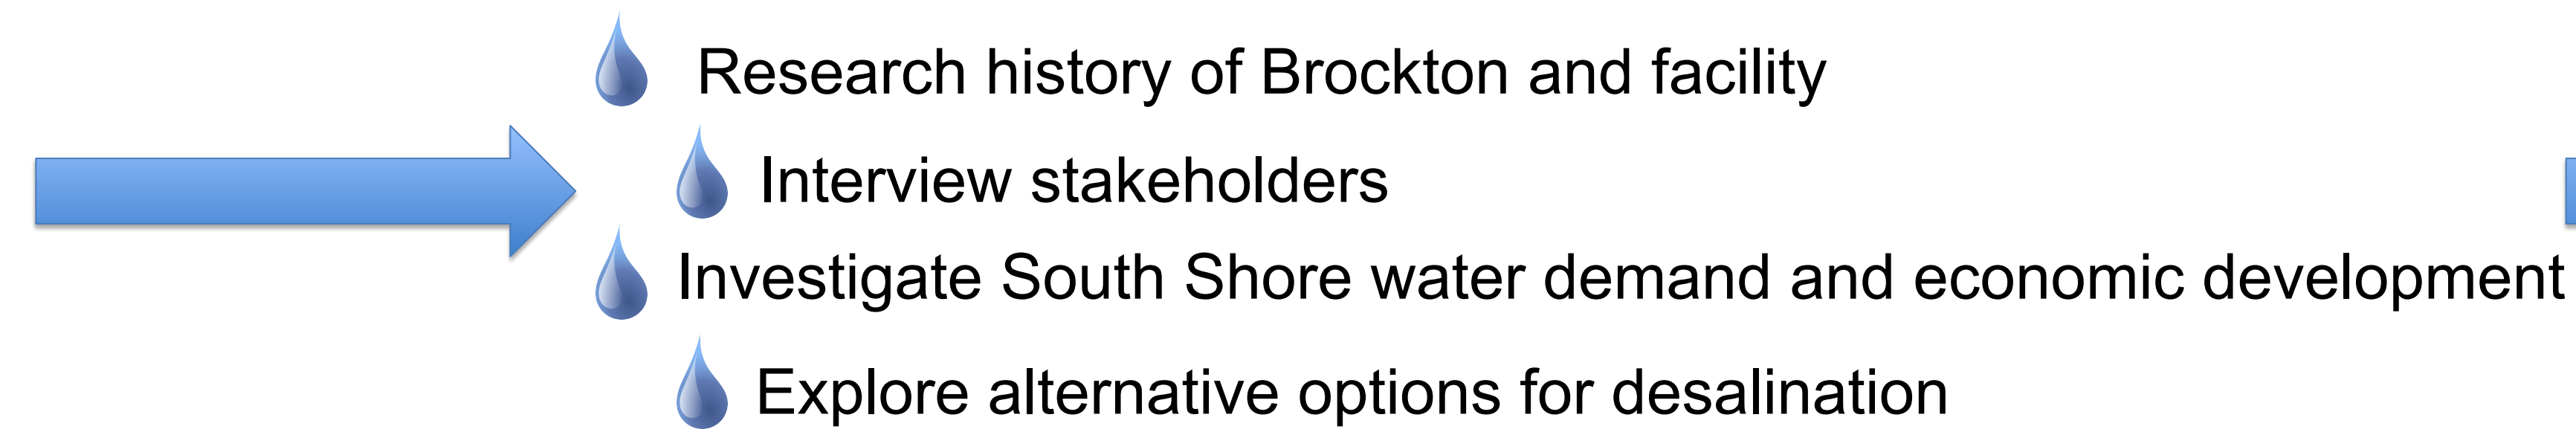 Research history of Brockton and facility
Interview stakeholders
Investigate South Shore water demand and economic development
Explore alternative options for desalination